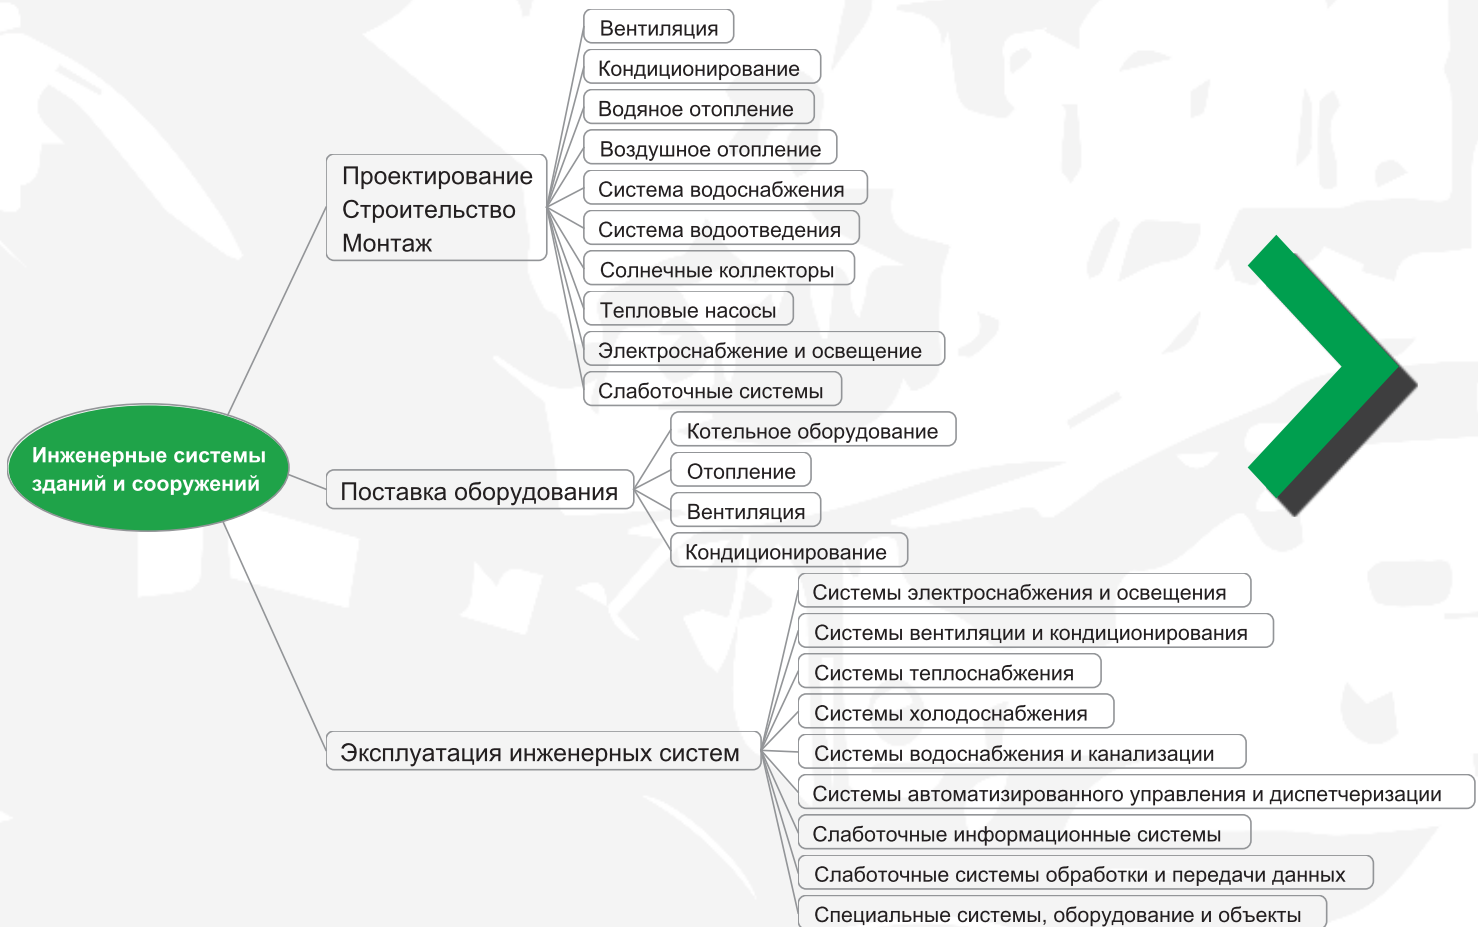 Вентиляция
Кондиционирование
Водяное отопление
Воздушное отопление
Проектирование
Строительство
Монтаж
Система водоснабжения
Система водоотведения
Солнечные коллекторы
Тепловые насосы
Электроснабжение и освещение
Слаботочные системы
Инженерные системы
зданий и сооружений
Поставка оборудования
Котельное оборудование
Отопление
Вентиляция
Кондиционирование
Эксплуатация инженерных систем
Системы электроснабжения и освещения
Системы вентиляции и кондиционирования
Системы теплоснабжения
Системы холодоснабжения
Системы водоснабжения и канализации
Системы автоматизированного управления и диспетчеризации
Слаботочные информационные системы
Слаботочные системы обработки и передачи данных
Специальные системы, оборудование и объекты